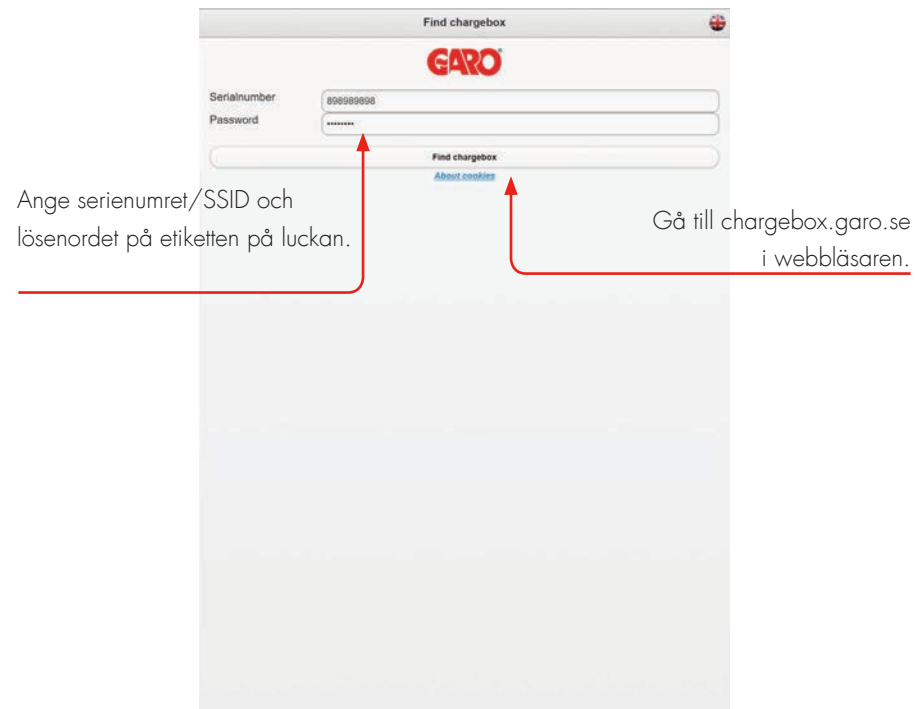 Find chargebox
GARO
Serialnumber
898989898
Password
••••••••
Find chargebox
About cookies
Ange serienumret/SSID och
lösenordet på etiketten på luckan.
Gå till chargebox.garo.se
i webbläsaren.